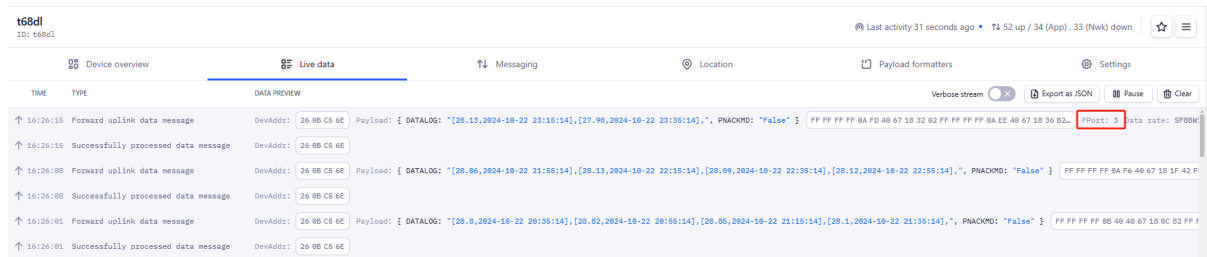 t68dl
ID: t68dl
Last activity 31 seconds ago • ↑↓ 52 up / 34 (App), 33 (Nwk) down
Device overview Live data Messaging Location Payload formatters Settings
TIME TYPE DATA PREVIEW Verbose stream Export as JSON Pause Clear
↑ 16:26:15 Forward uplink data message DevAddr: 26 0B C5 6E Payload: { DATALOG: "[28.13,2024-10-22 23:15:14],[27.98,2024-10-22 23:35:14],", PNACKMD: "False" } FF FF FF FF 0A FD 40 67 18 32 02 FF FF FF FF 0A EE 40 67 18 36 B2… FPort: 3 Data rate: SF8BW
↑ 16:26:15 Successfully processed data message DevAddr: 26 0B C5 6E
↑ 16:26:08 Forward uplink data message DevAddr: 26 0B C5 6E Payload: { DATALOG: "[28.06,2024-10-22 21:55:14],[28.13,2024-10-22 22:15:14],[28.09,2024-10-22 22:35:14],[28.12,2024-10-22 22:55:14],", PNACKMD: "False" } FF FF FF FF 0A F6 40 67 18 1F 42 F
↑ 16:26:08 Successfully processed data message DevAddr: 26 0B C5 6E
↑ 16:26:01 Forward uplink data message DevAddr: 26 0B C5 6E Payload: { DATALOG: "[28.8,2024-10-22 20:35:14],[28.82,2024-10-22 20:55:14],[28.85,2024-10-22 21:15:14],[28.1,2024-10-22 21:35:14],", PNACKMD: "False" } FF FF FF FF 0B 40 40 67 18 0C 82 FF F
↑ 16:26:01 Successfully processed data message DevAddr: 26 0B C5 6E